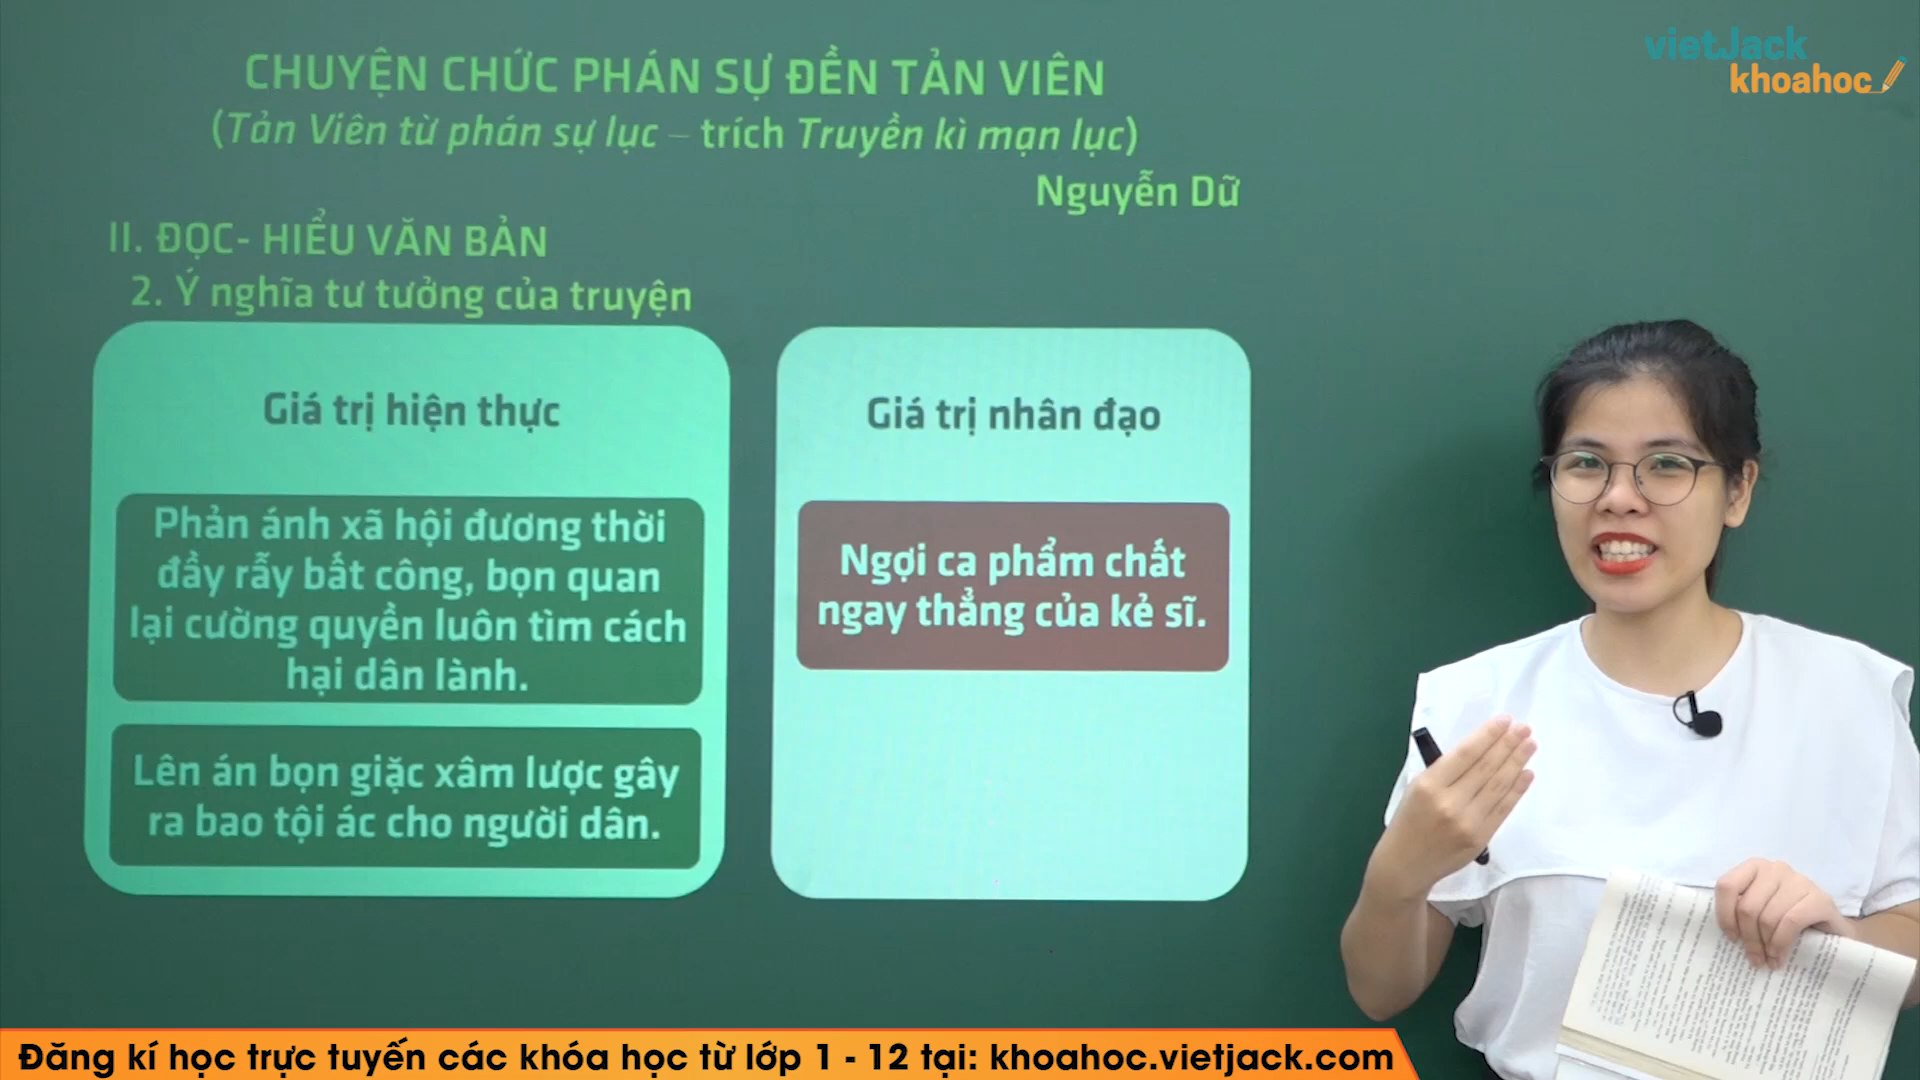 vietJack
khoahoc
CHUYỆN CHỨC PHÁN SỰ ĐỀN TẢN VIÊN
(Tản Viên từ phán sự lục – trích Truyền kì mạn lục)
Nguyễn Dữ
II. ĐỌC- HIỂU VĂN BẢN
2. Ý nghĩa tư tưởng của truyện
Giá trị hiện thực
Phản ánh xã hội đương thời
đầy rẫy bất công, bọn quan
lại cường quyền luôn tìm cách
hại dân lành.
Lên án bọn giặc xâm lược gây
ra bao tội ác cho người dân.
Giá trị nhân đạo
Ngợi ca phẩm chất
ngay thẳng của kẻ sĩ.
Đăng kí học trực tuyến các khóa học từ lớp 1 - 12 tại: khoahoc.vietjack.com